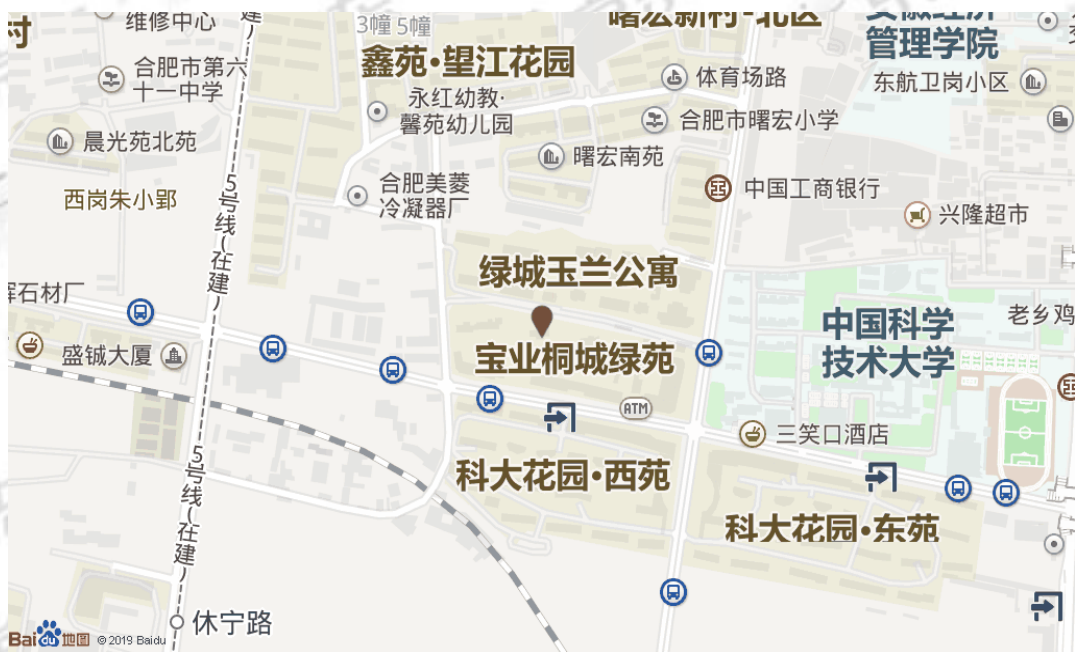 村
维修中心
建)
3幢 5幢
曙宏新村·北区
安徽经济
管理学院
鑫苑·望江花园
合肥市第六
十一中学
体育场路
东航卫岗小区
永红幼教·
馨苑幼儿园
合肥市曙宏小学
晨光苑北苑
曙宏南苑
合肥美菱
冷凝器厂
中国工商银行
西岗朱小郢
5号线(在建)
兴隆超市
绿城玉兰公寓
辉石材厂
中国科学
技术大学
老乡鸡
盛铖大厦
宝业桐城绿苑
ATM
三笑口酒店
5号线(在建)
科大花园·西苑
科大花园·东苑
休宁路
Bai du 地图 © 2019 Baidu